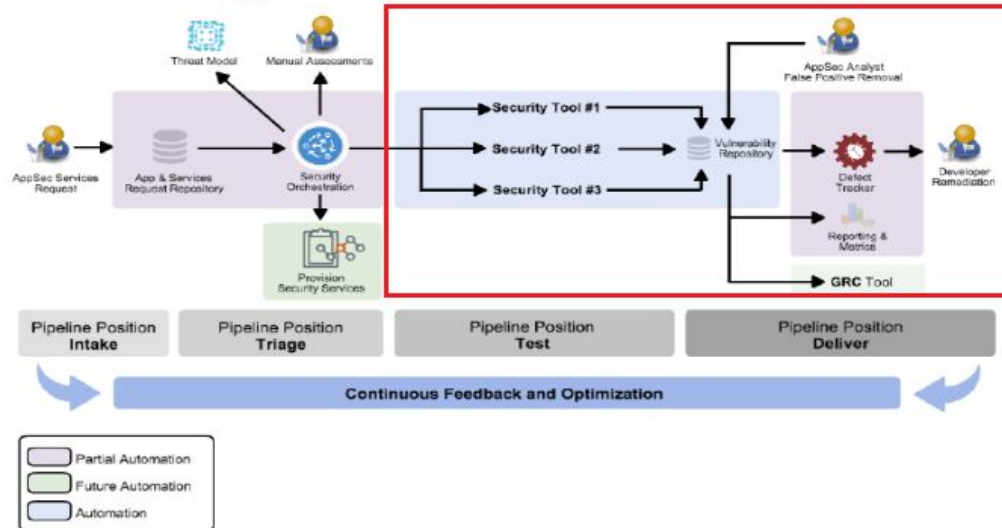 Threat Model
Manual Assessments
AppSec Analyst
False Positive Removal
Security Tool #1
Security Tool #2
Security Tool #3
Vulnerability
Repository
AppSec Services
Request
App & Services
Request Repository
Security
Orchestration
Defect
Tracker
Developer
Remediation
Reporting &
Metrics
Provision
Security Services
GRC Tool
Pipeline Position
Intake
Pipeline Position
Triage
Pipeline Position
Test
Pipeline Position
Deliver
Continuous Feedback and Optimization
Partial Automation
Future Automation
Automation